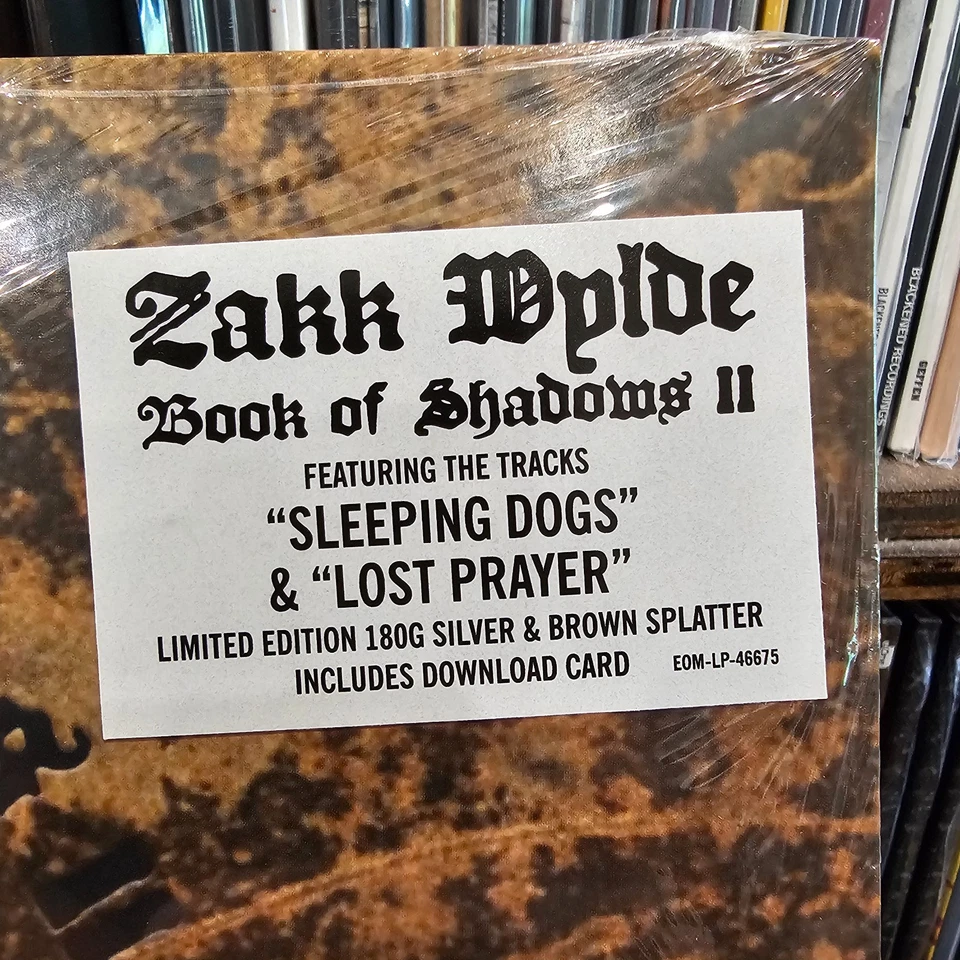 Zakk Wylde
Book of Shadows II
FEATURING THE TRACKS
“SLEEPING DOGS”
& “LOST PRAYER”
LIMITED EDITION 180G SILVER & BROWN SPLATTER
INCLUDES DOWNLOAD CARD EOM-LP-46675
BLACKENED RECORDINGS